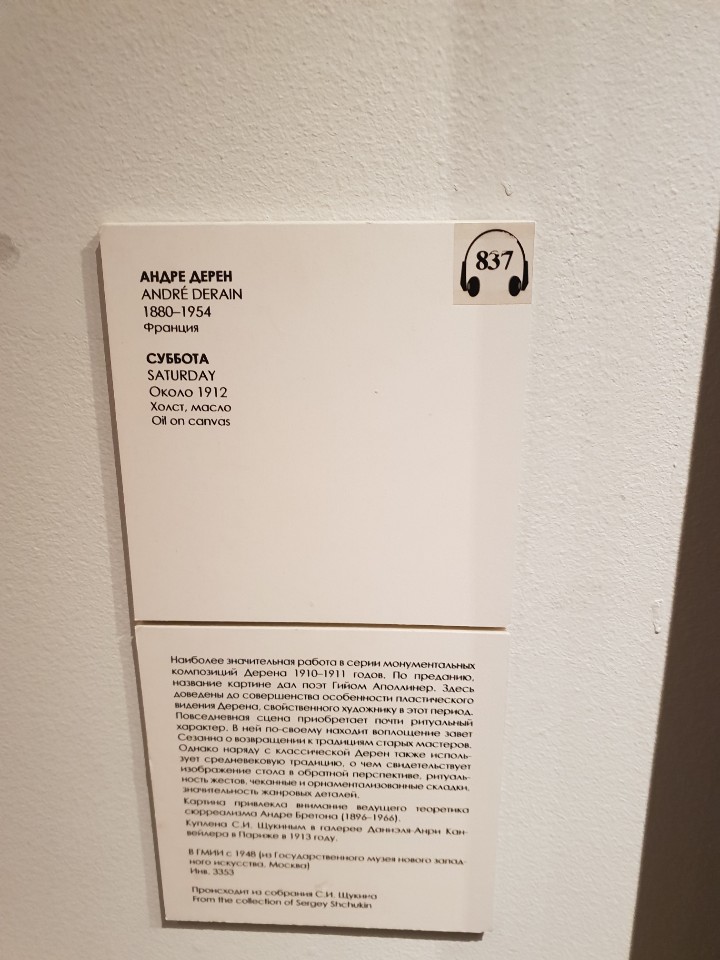 837
АНДРЕ ДЕРЕН
ANDRÉ DERAIN
1880–1954
Франция
СУББОТА
SATURDAY
Около 1912
Холст, масло
Oil on canvas
Наиболее значительная работа в серии монументальных
композиций Дерена 1910–1911 годов. По преданию,
название картине дал поэт Гийом Аполлинер. Здесь
доведены до совершенства особенности пластического
видения Дерена, свойственного художнику в этот период.
Повседневная сцена приобретает почти ритуальный
характер. В ней по-своему находит воплощение завет
Сезанна о возвращении к традициям старых мастеров.
Однако наряду с классической Дерен также исполь-
зует средневековую традицию, о чем свидетельствует
изображение стола в обратной перспективе, ритуаль-
ность жестов, чеканные и орнаментализованные складки,
значительность жанровых деталей.
Картина привлекла внимание ведущего теоретика
сюрреализма Андре Бретона (1896–1966).
Куплена С.И. Щукиным в галерее Даниэля-Анри Кан-
вейлера в Париже в 1913 году.
В ГМИИ с 1948 (из Государственного музея нового запад-
ного искусства, Москва)
Инв. 3353
Происходит из собрания С.И. Щукина
From the collection of Sergey Shchukin